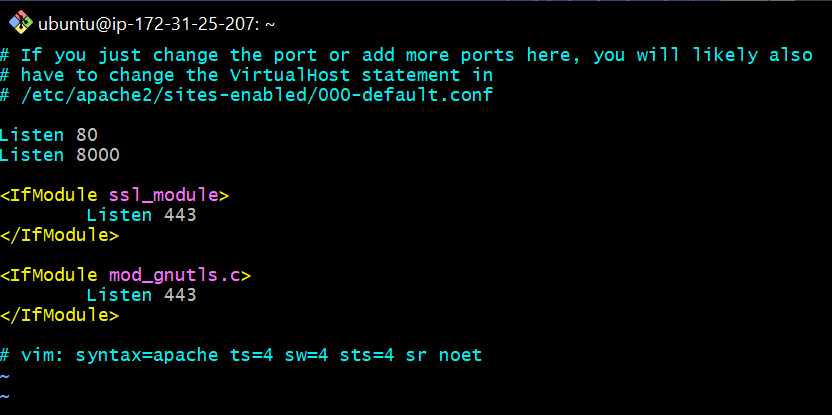 ubuntu@ip-172-31-25-207: ~
# If you just change the port or add more ports here, you will likely also
# have to change the VirtualHost statement in
# /etc/apache2/sites-enabled/000-default.conf
Listen 80
Listen 8000
<IfModule ssl_module>
        Listen 443
</IfModule>
<IfModule mod_gnutls.c>
        Listen 443
</IfModule>
# vim: syntax=apache ts=4 sw=4 sts=4 sr noet
~
~